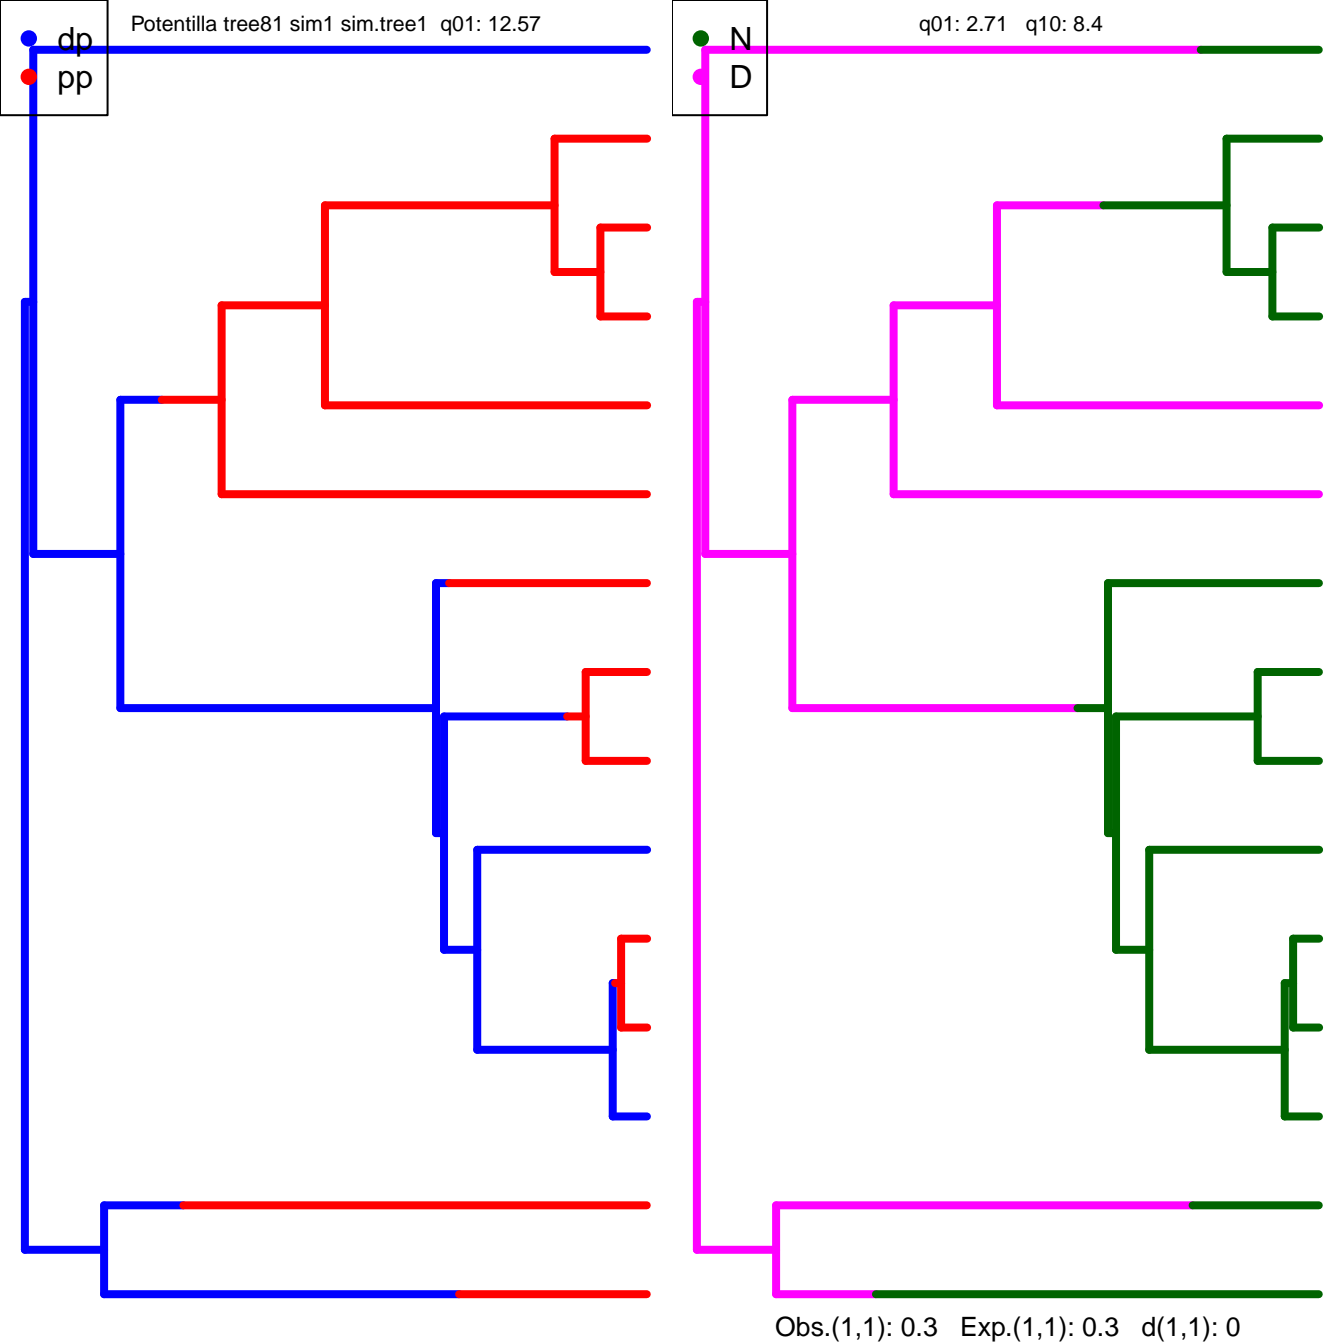 Potentilla tree81 sim1 sim.tree1 q01: 12.57
dp
pp
q01: 2.71 q10: 8.4
N
D
Obs.(1,1): 0.3 Exp.(1,1): 0.3 d(1,1): 0